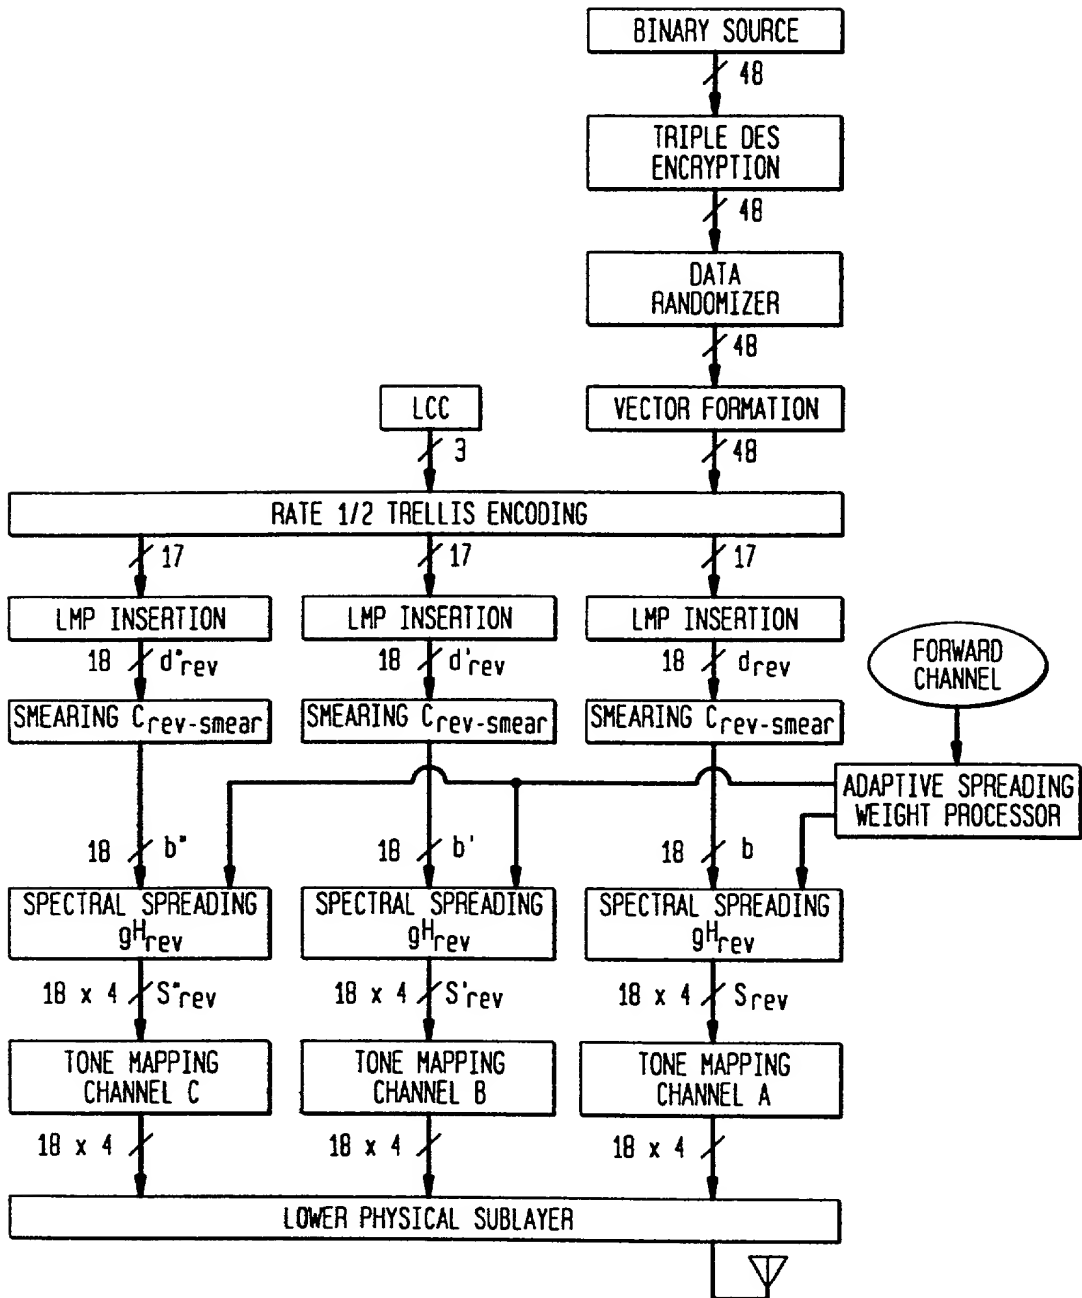 BINARY SOURCE
48
TRIPLE DES
ENCRYPTION
48
DATA
RANDOMIZER
48
LCC
VECTOR FORMATION
3
48
RATE 1/2 TRELLIS ENCODING
17
17
17
LMP INSERTION
LMP INSERTION
LMP INSERTION
18 d"rev
18 d'rev
18 drev
FORWARD
CHANNEL
SMEARING Crev-smear
SMEARING Crev-smear
SMEARING Crev-smear
ADAPTIVE SPREADING
WEIGHT PROCESSOR
18 b"
18 b'
18 b
SPECTRAL SPREADING
gHrev
SPECTRAL SPREADING
gHrev
SPECTRAL SPREADING
gHrev
18 x 4 S"rev
18 x 4 S'rev
18 x 4 Srev
TONE MAPPING
CHANNEL C
TONE MAPPING
CHANNEL B
TONE MAPPING
CHANNEL A
18 x 4
18 x 4
18 x 4
LOWER PHYSICAL SUBLAYER